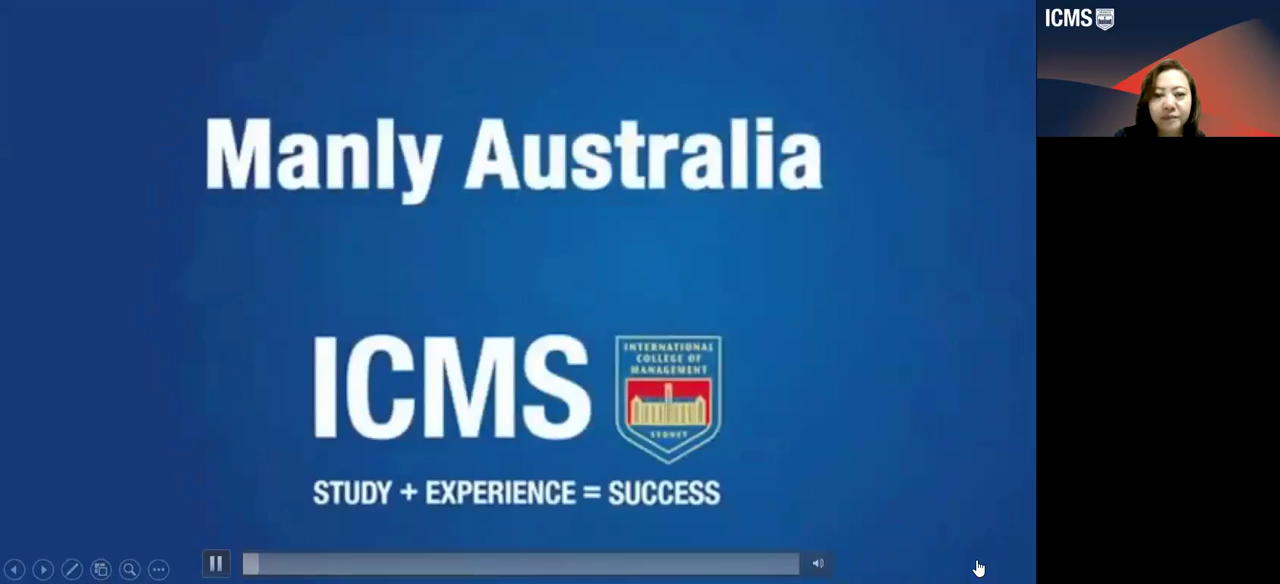 Manly Australia
ICMS
INTERNATIONAL
COLLEGE OF
MANAGEMENT
SYDNEY
STUDY + EXPERIENCE = SUCCESS
ICMS